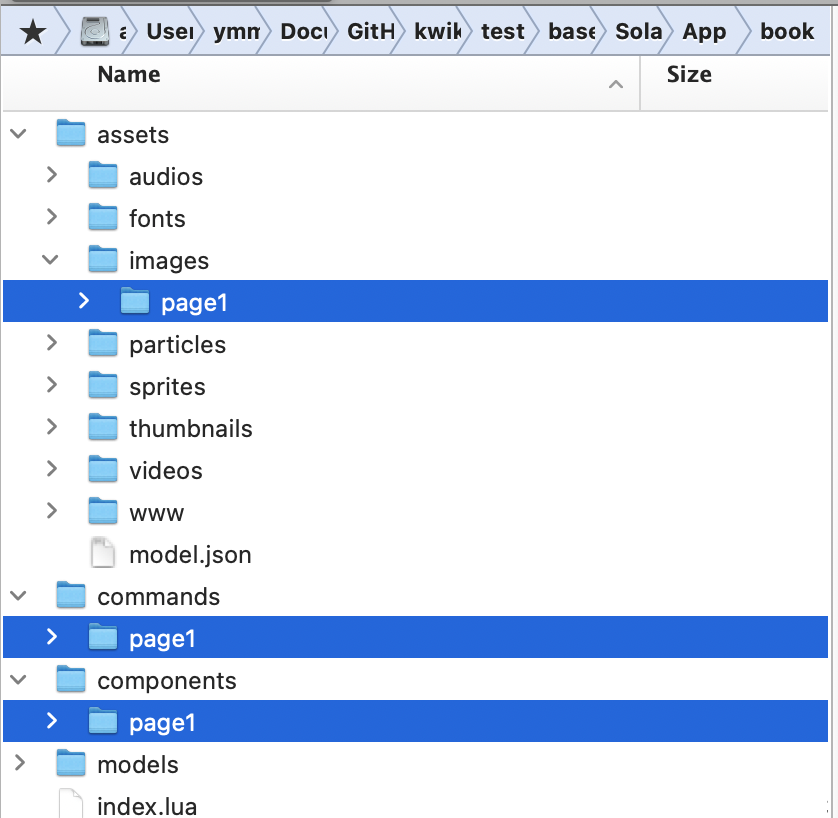 User ymm Docu GitH kwik test base Sola App book
Name Size
assets
audios
fonts
images
page1
particles
sprites
thumbnails
videos
www
model.json
commands
page1
components
page1
models
index.lua